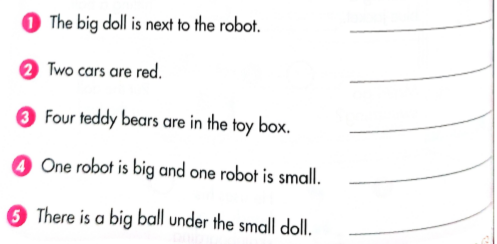 1 The big doll is next to the robot.
2 Two cars are red.
3 Four teddy bears are in the toy box.
4 One robot is big and one robot is small.
5 There is a big ball under the small doll.